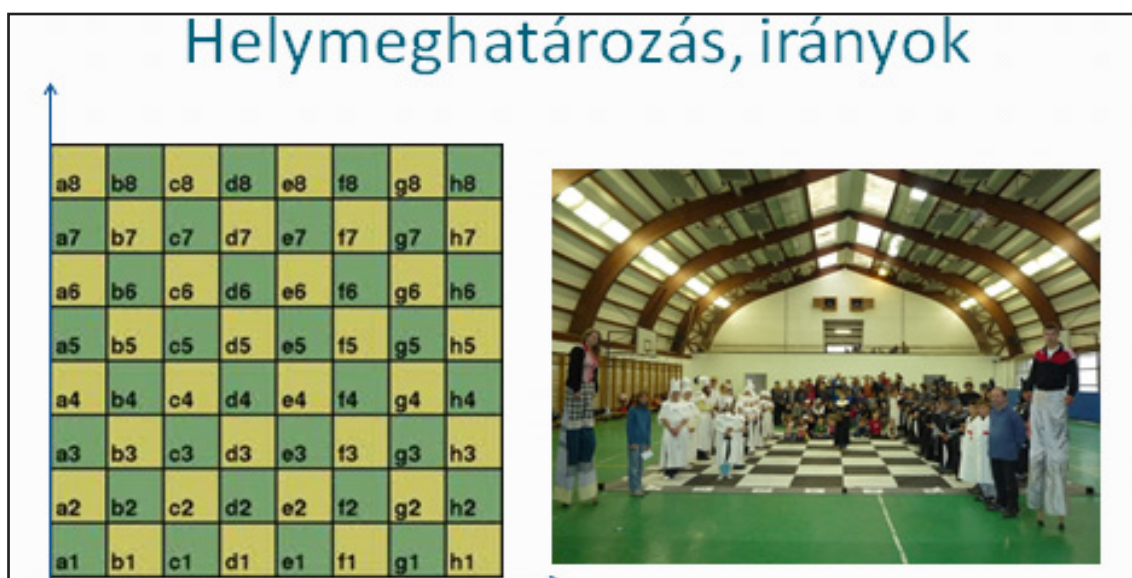 Helymeghatározás, irányok
a8 b8 c8 d8 e8 f8 g8 h8
a7 b7 c7 d7 e7 f7 g7 h7
a6 b6 c6 d6 e6 f6 g6 h6
a5 b5 c5 d5 e5 f5 g5 h5
a4 b4 c4 d4 e4 f4 g4 h4
a3 b3 c3 d3 e3 f3 g3 h3
a2 b2 c2 d2 e2 f2 g2 h2
a1 b1 c1 d1 e1 f1 g1 h1